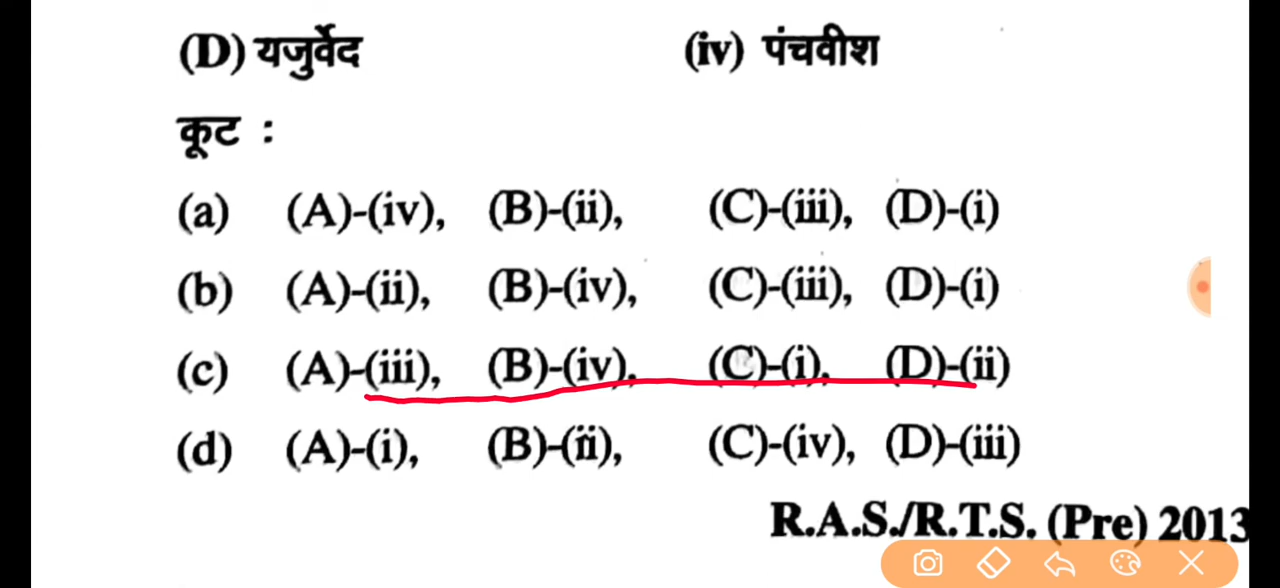 (D) यजुर्वेद (iv) पंचवीश
कूट :
(a) (A)-(iv), (B)-(ii), (C)-(iii), (D)-(i)
(b) (A)-(ii), (B)-(iv), (C)-(iii), (D)-(i)
(c) (A)-(iii), (B)-(iv), (C)-(i), (D)-(ii)
(d) (A)-(i), (B)-(ii), (C)-(iv), (D)-(iii)
R.A.S./R.T.S. (Pre) 2013